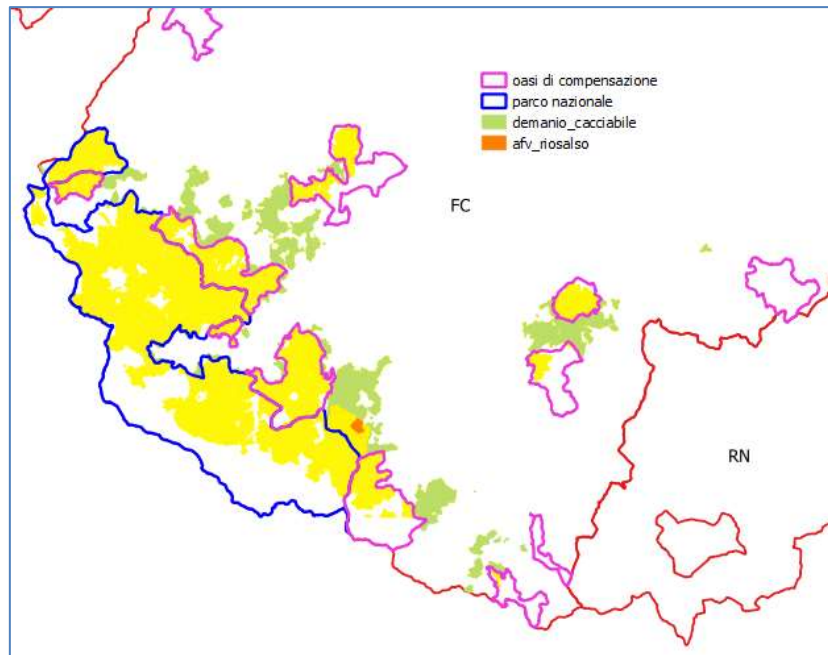 oasi di compensazione
parco nazionale
demanio_cacciabile
afv_riosalso
FC
RN